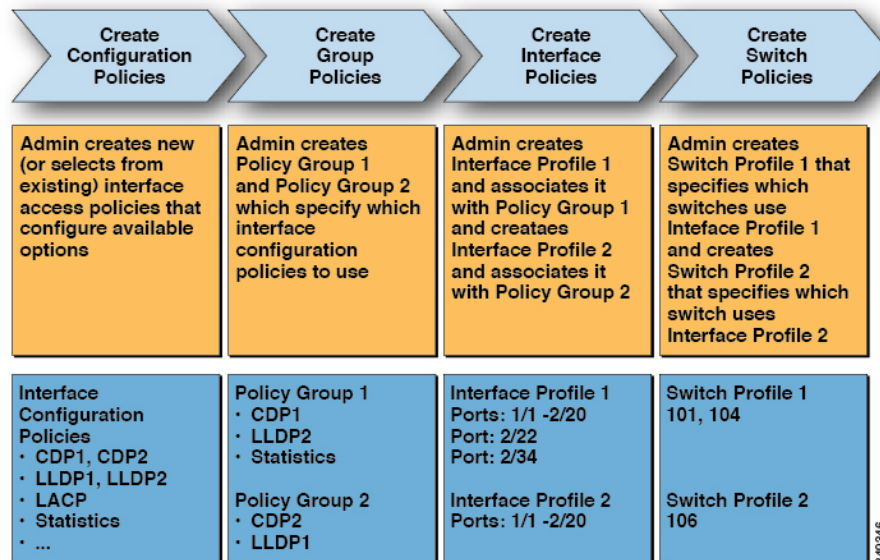 Create
Configuration
Policies
Create
Group
Policies
Create
Interface
Policies
Create
Switch
Policies
Admin creates new
(or selects from
existing) interface
access policies that
configure available
options
Admin creates
Policy Group 1
and Policy Group 2
which specify which
interface
configuration
policies to use
Admin creates
Interface Profile 1
and associates it
with Policy Group 1
and creataes
Interface Profile 2
and associates it
with Policy Group 2
Admin creates
Switch Profile 1 that
specifies which
switches use
Inteface Profile 1
and creates
Switch Profile 2
that specifies which
switch uses
Interface Profile 2
Interface
Configuration
Policies
· CDP1, CDP2
· LLDP1, LLDP2
· LACP
· Statistics
· ...
Policy Group 1
· CDP1
· LLDP2
· Statistics
Policy Group 2
· CDP2
· LLDP1
Interface Profile 1
Ports: 1/1 -2/20
Port: 2/22
Port: 2/34
Interface Profile 2
Ports: 1/1 -2/20
Switch Profile 1
101, 104
Switch Profile 2
106